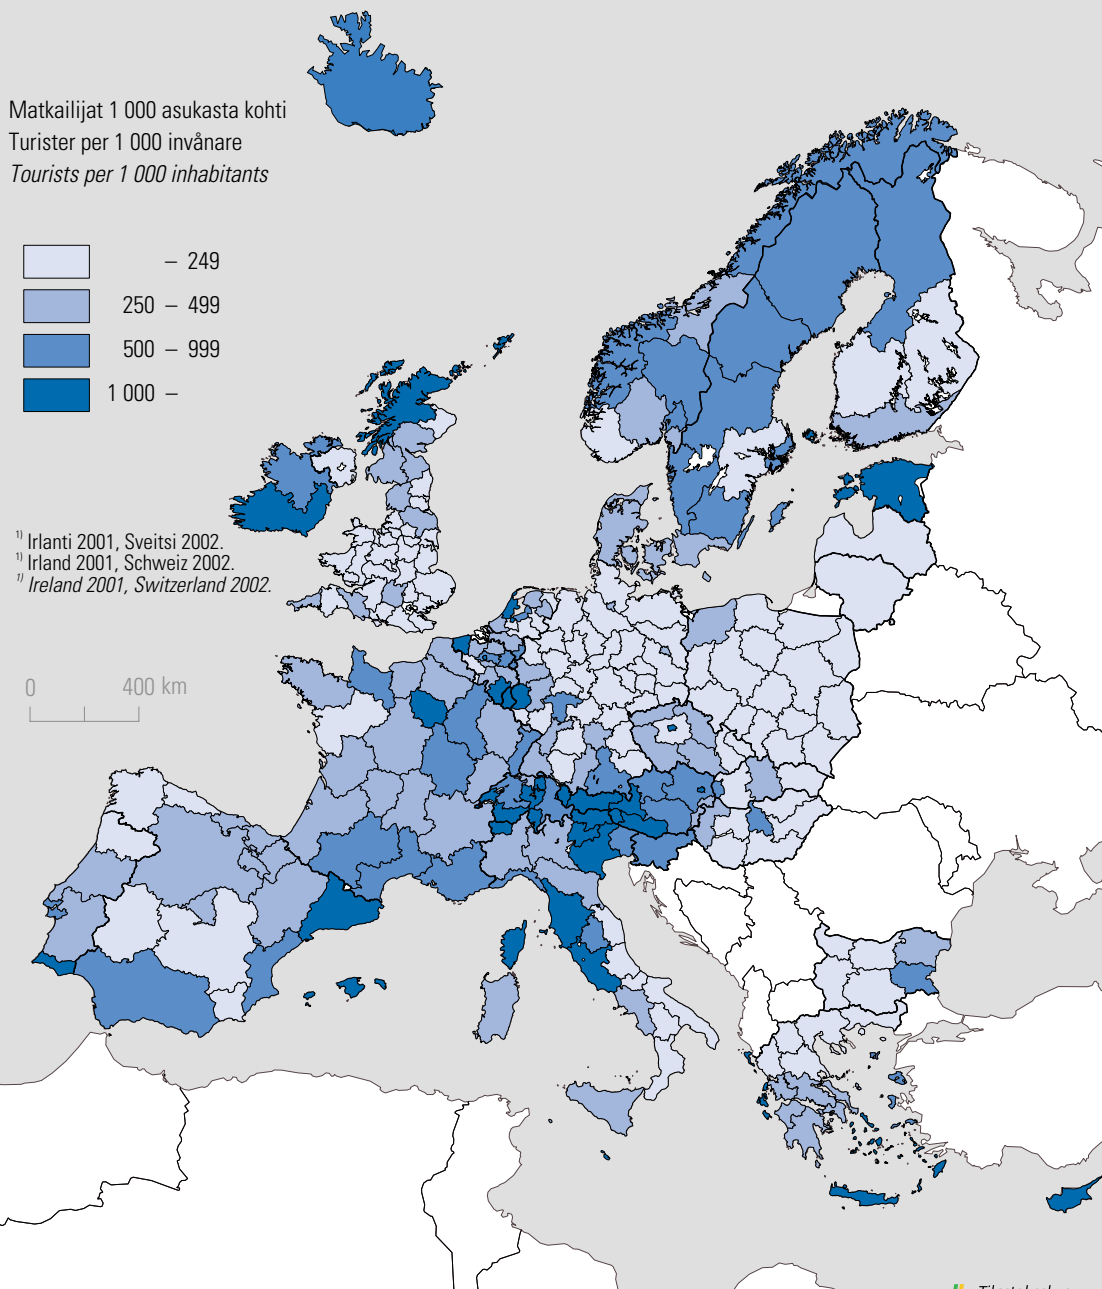 Matkailijat 1 000 asukasta kohti
Turister per 1 000 invånare
Tourists per 1 000 inhabitants
– 249
250 – 499
500 – 999
1 000 –
1) Irlanti 2001, Sveitsi 2002.
1) Irland 2001, Schweiz 2002.
1) Ireland 2001, Switzerland 2002.
0 400 km